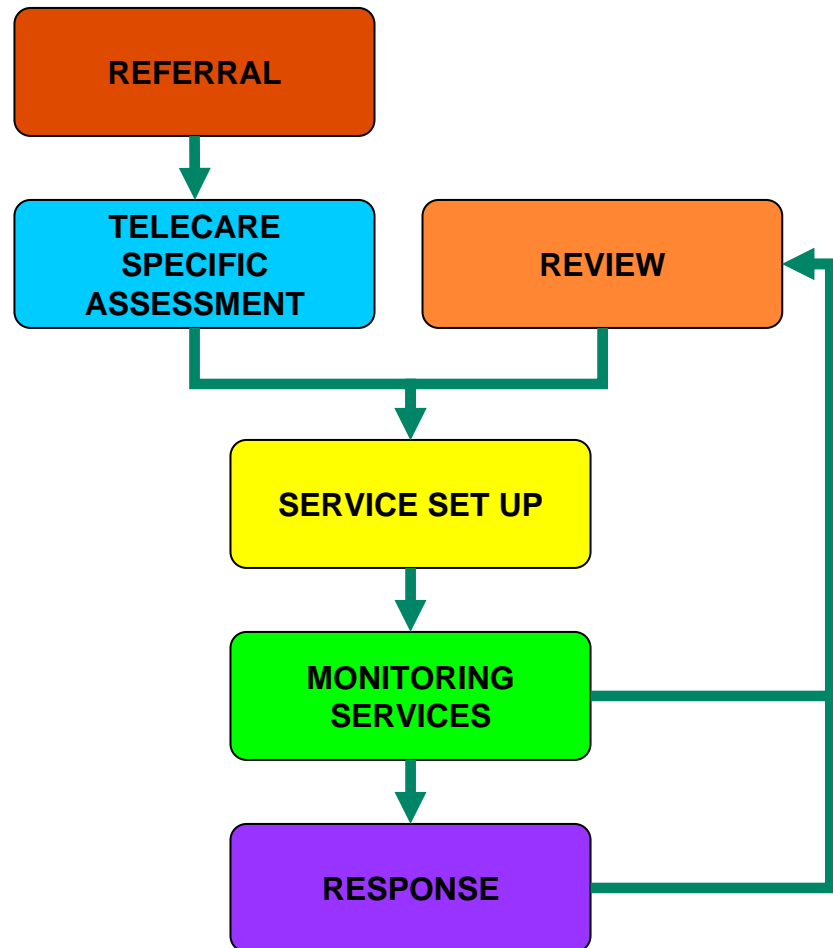 REFERRAL
TELECARE
SPECIFIC
ASSESSMENT
REVIEW
SERVICE SET UP
MONITORING
SERVICES
RESPONSE